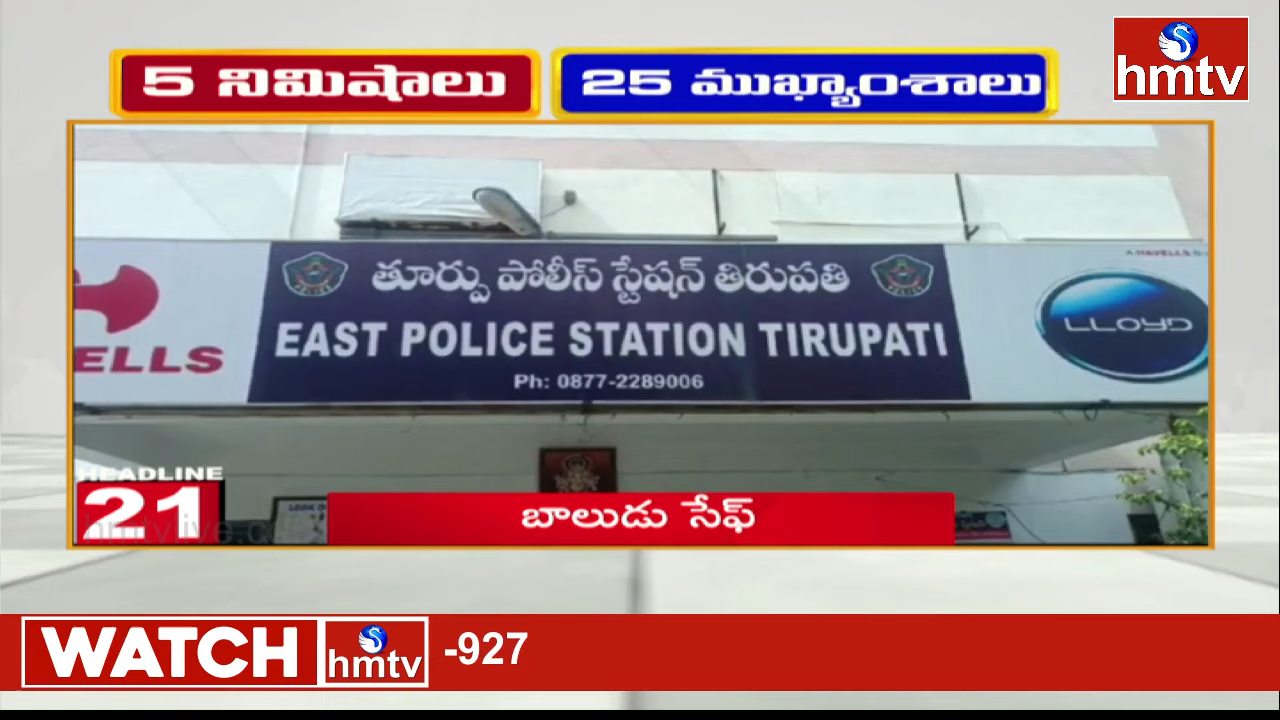 5 నిమిషాలు
25 ముఖ్యాంశాలు
hmtv
A HAVELLS
తూర్పు పోలీస్ స్టేషన్ తిరుపతి
EAST POLICE STATION TIRUPATI
Ph: 0877-2289006
ELLS
LLOYD
HEADLINE
21
బాలుడు సేఫ్
WATCH hmtv -927